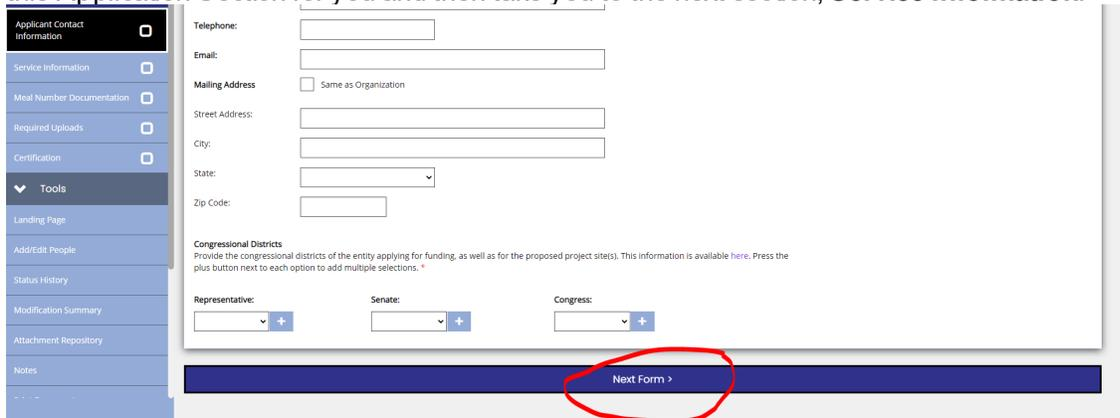 Applicant Contact
Information
Service Information
Meal Number Documentation
Required Uploads
Certification
Tools
Landing Page
Add/Edit People
Status History
Modification Summary
Attachment Repository
Notes
Telephone:
Email:
Mailing Address
Same as Organization
Street Address:
City:
State:
Zip Code:
Congressional Districts
Provide the congressional districts of the entity applying for funding, as well as for the proposed project site(s). This information is available here. Press the
plus button next to each option to add multiple selections. *
Representative: Senate: Congress:
+ + +
Next Form >